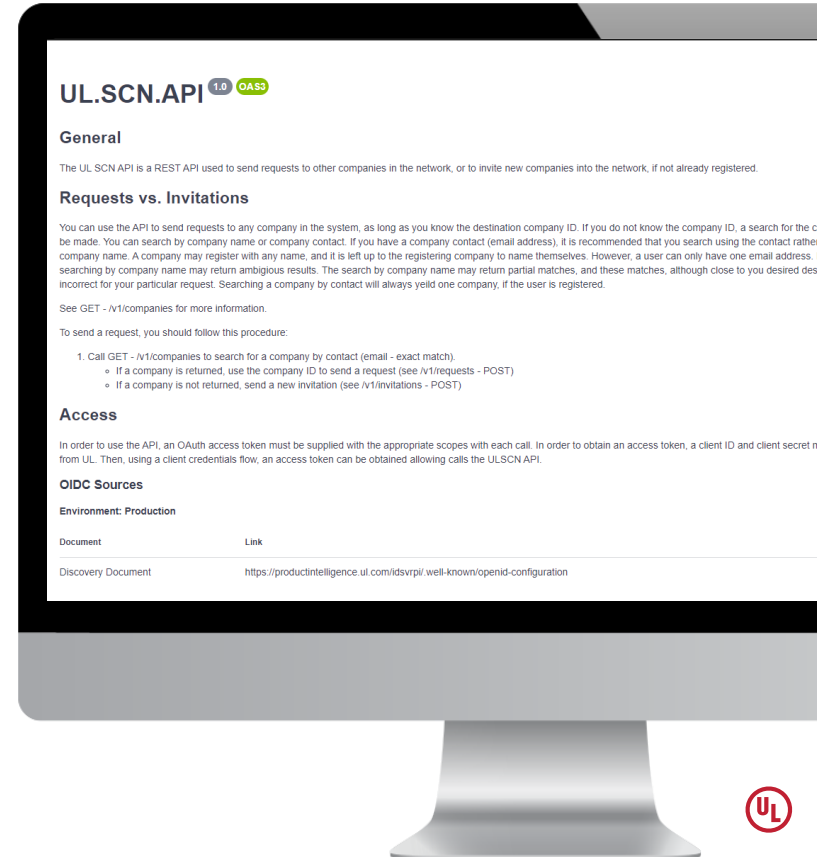 UL.SCN.API 1.0 OAS3
General
The UL SCN API is a REST API used to send requests to other companies in the network, or to invite new companies into the network, if not already registered.
Requests vs. Invitations
You can use the API to send requests to any company in the system, as long as you know the destination company ID. If you do not know the company ID, a search for the
be made. You can search by company name or company contact. If you have a company contact (email address), it is recommended that you search using the contact rather
company name. A company may register with any name, and it is left up to the registering company to name themselves. However, a user can only have one email address.
searching by company name may return ambigious results. The search by company name may return partial matches, and these matches, although close to you desired
incorrect for your particular request. Searching a company by contact will always yeild one company, if the user is registered.
See GET - /v1/companies for more information.
To send a request, you should follow this procedure:
1. Call GET - /v1/companies to search for a company by contact (email - exact match).
If a company is returned, use the company ID to send a request (see /v1/requests - POST)
If a company is not returned, send a new invitation (see /v1/invitations - POST)
Access
In order to use the API, an OAuth access token must be supplied with the appropriate scopes with each call. In order to obtain an access token, a client ID and client secret
from UL. Then, using a client credentials flow, an access token can be obtained allowing calls the ULSCN API.
OIDC Sources
Environment: Production
Document Link
Discovery Document https://productintelligence.ul.com/idsvrpi/.well-known/openid-configuration
UL